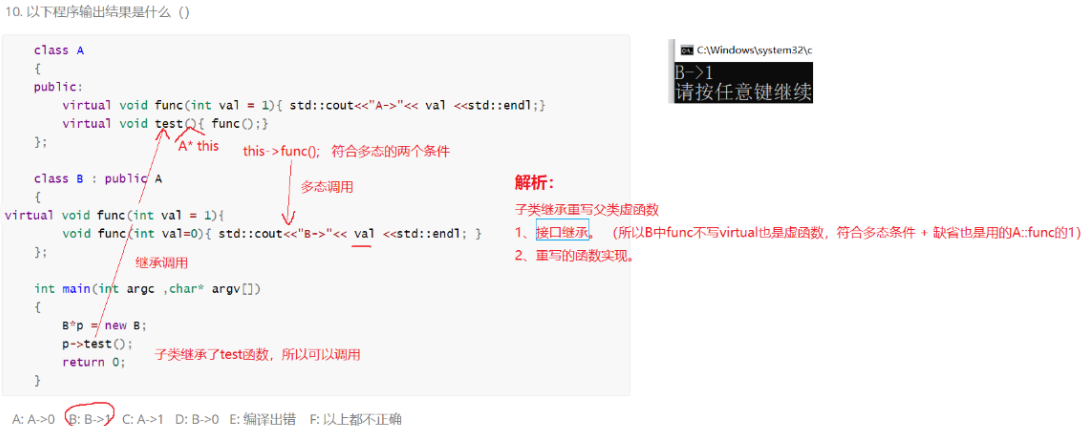 10. 以下程序输出结果是什么（）
class A
{
public:
virtual void func(int val = 1){ std::cout<<"A->"<< val <<std::endl;}
virtual void test(){ func();}
};
A* this
this->func(); 符合多态的两个条件
多态调用
class B : public A
{
virtual void func(int val = 1){
void func(int val=0){ std::cout<<"B->"<< val <<std::endl; }
};
继承调用
int main(int argc ,char* argv[])
{
B*p = new B;
p->test();
子类继承了test函数，所以可以调用
return 0;
}
A: A->0 B: B->1 C: A->1 D: B->0 E: 编译出错 F: 以上都不正确
C:\Windows\system32\c
B->1
请按任意键继续
解析：
子类继承重写父类虚函数
1、接口继承。（所以B中func不写virtual也是虚函数，符合多态条件 + 缺省也是用的A::func的1）
2、重写的函数实现。